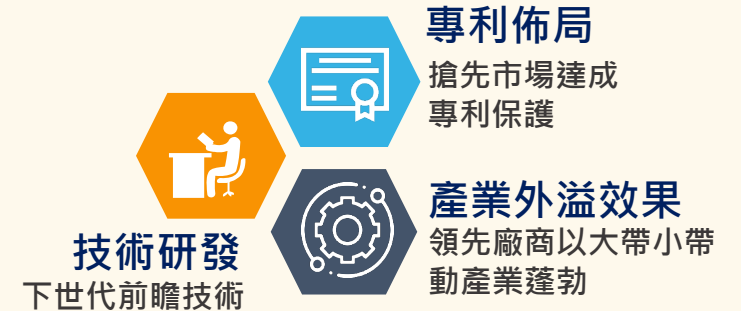 專利佈局
搶先市場達成
專利保護
產業外溢效果
領先廠商以大帶小帶
動產業蓬勃
技術研發
下世代前瞻技術